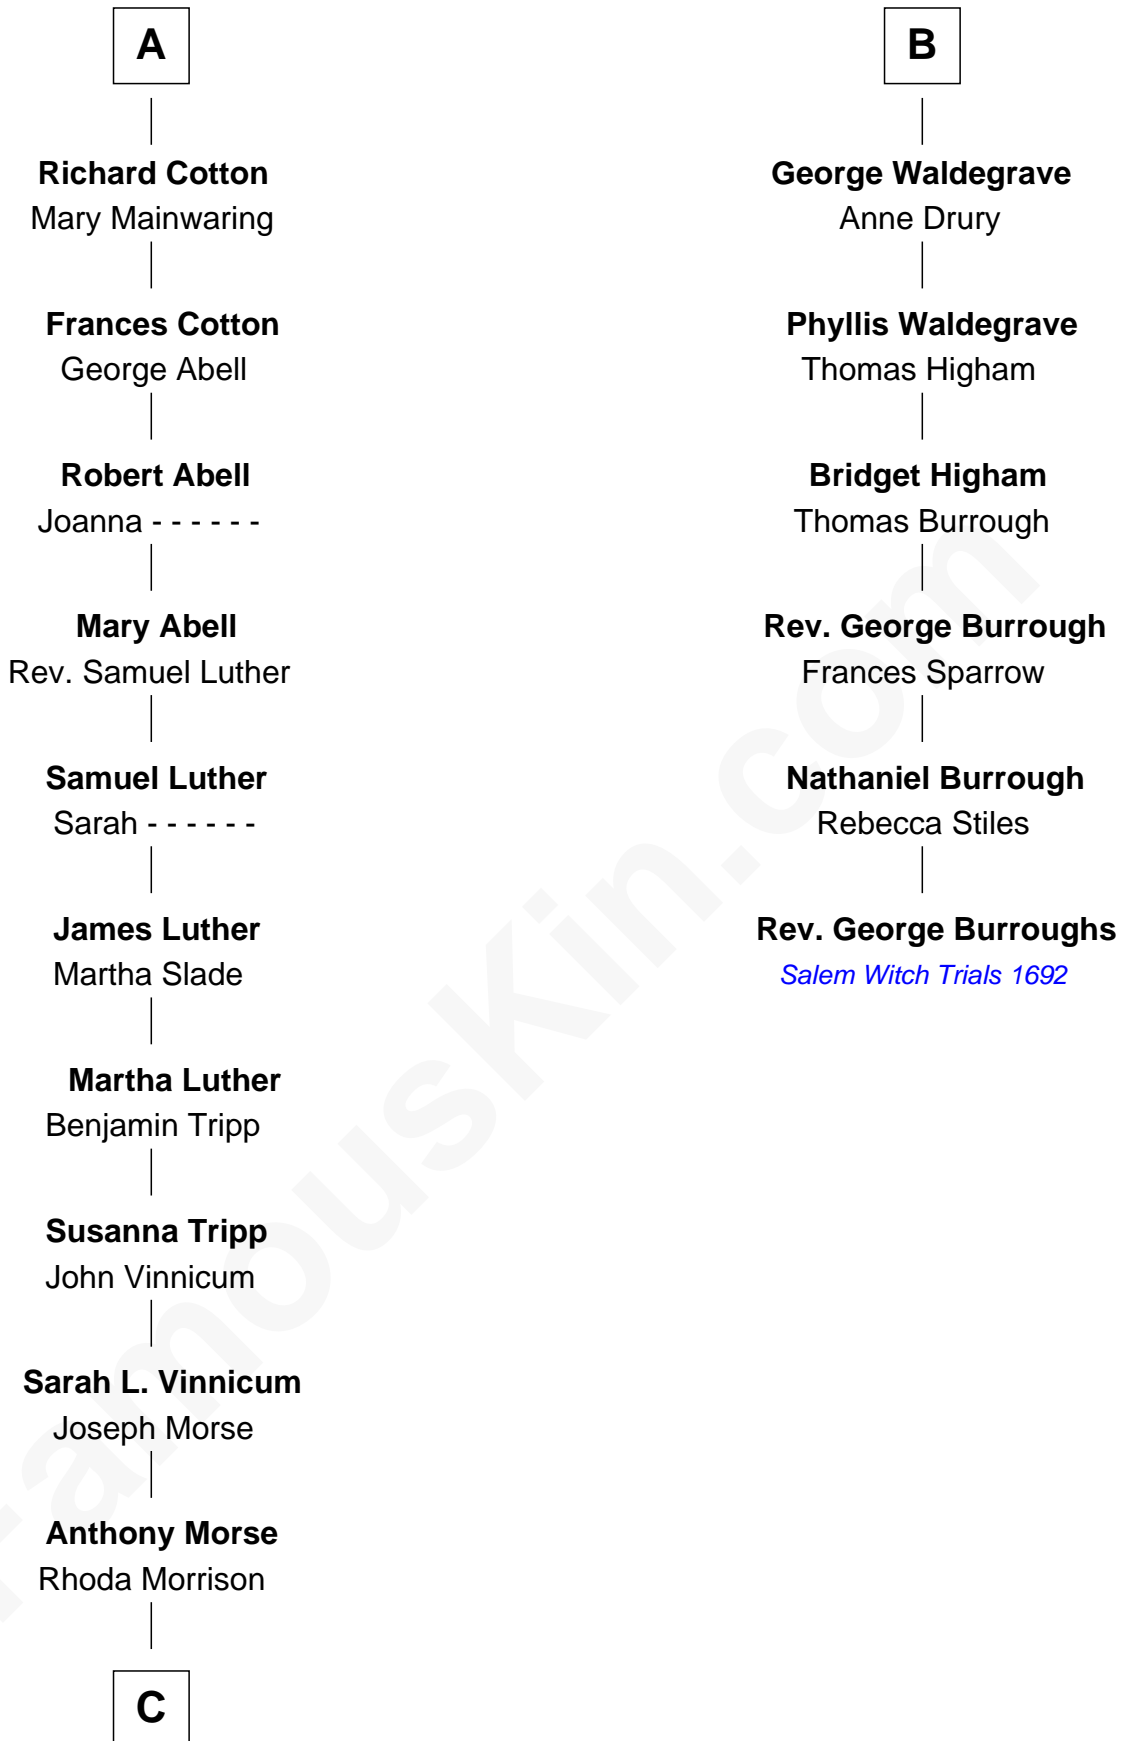 A
Richard Cotton
Mary Mainwaring
Frances Cotton
George Abell
Robert Abell
Joanna - - - - - -
Mary Abell
Rev. Samuel Luther
Samuel Luther
Sarah - - - - - -
James Luther
Martha Slade
Martha Luther
Benjamin Tripp
Susanna Tripp
John Vinnicum
Sarah L. Vinnicum
Joseph Morse
Anthony Morse
Rhoda Morrison
C
B
George Waldegrave
Anne Drury
Phyllis Waldegrave
Thomas Higham
Bridget Higham
Thomas Burrough
Rev. George Burrough
Frances Sparrow
Nathaniel Burrough
Rebecca Stiles
Rev. George Burroughs
Salem Witch Trials 1692
FamousKin.com